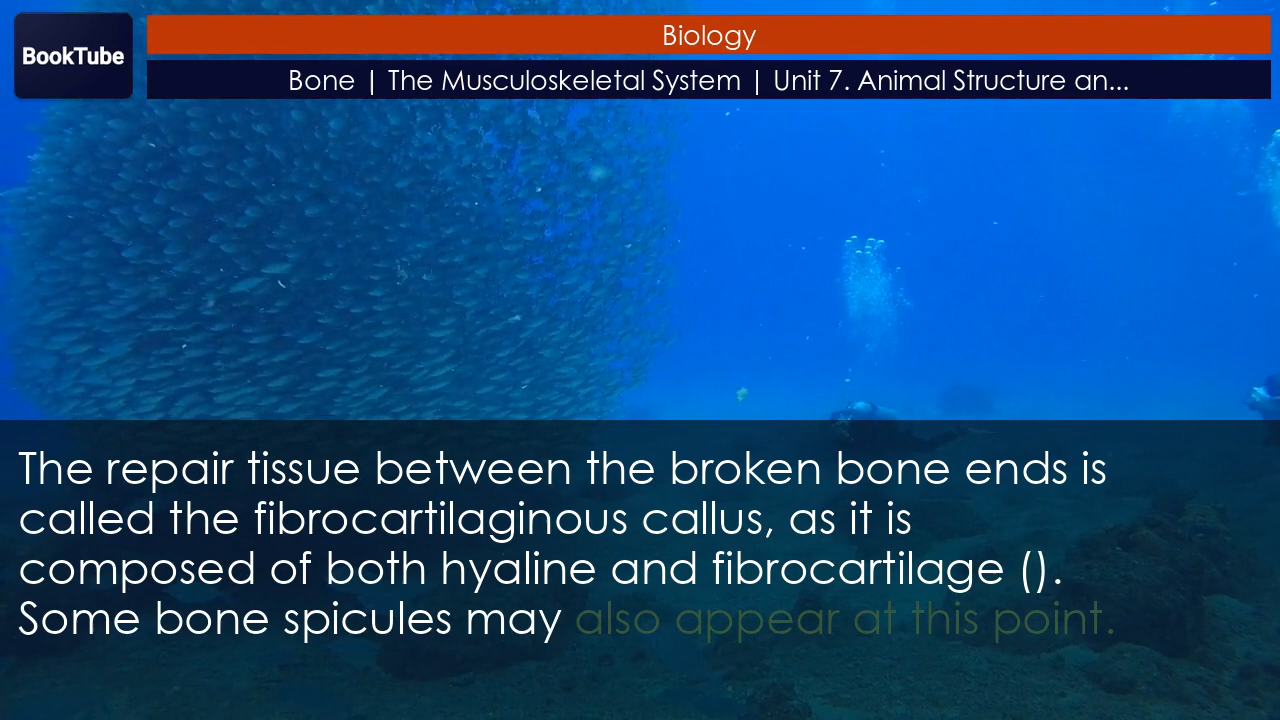 BookTube
Biology
Bone | The Musculoskeletal System | Unit 7. Animal Structure an...
The repair tissue between the broken bone ends is
called the fibrocartilaginous callus, as it is
composed of both hyaline and fibrocartilage ().
Some bone spicules may also appear at this point.